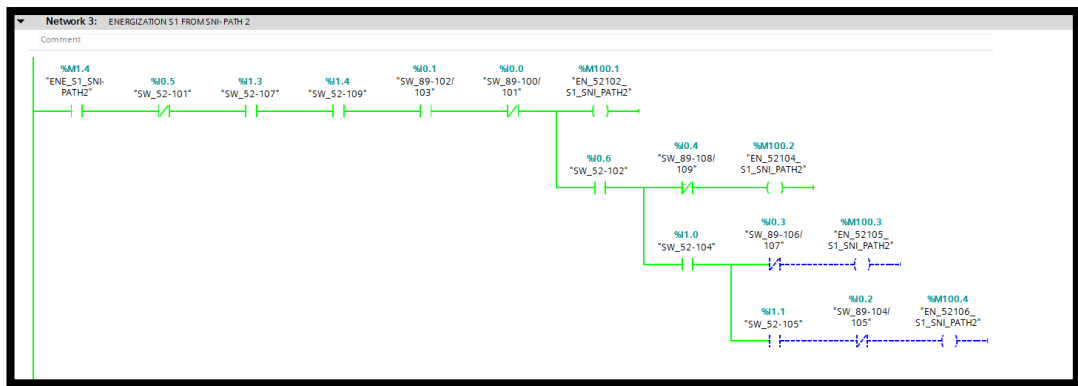 Network 3: ENERGIZATION S1 FROM SNI- PATH 2
Comment
%M1.4
"ENE_S1_SNI-
PATH2"
%I0.5
"SW_52-101"
%I1.3
"SW_52-107"
%I1.4
"SW_52-109"
%I0.1
"SW_89-102/
103"
%I0.0
"SW_89-100/
101"
%M100.1
"EN_52102_
S1_SNI_PATH2"
%I0.6
"SW_52-102"
%I0.4
"SW_89-108/
109"
%M100.2
"EN_52104_
S1_SNI_PATH2"
%I1.0
"SW_52-104"
%I0.3
"SW_89-106/
107"
%M100.3
"EN_52105_
S1_SNI_PATH2"
%I1.1
"SW_52-105"
%I0.2
"SW_89-104/
105"
%M100.4
"EN_52106_
S1_SNI_PATH2"